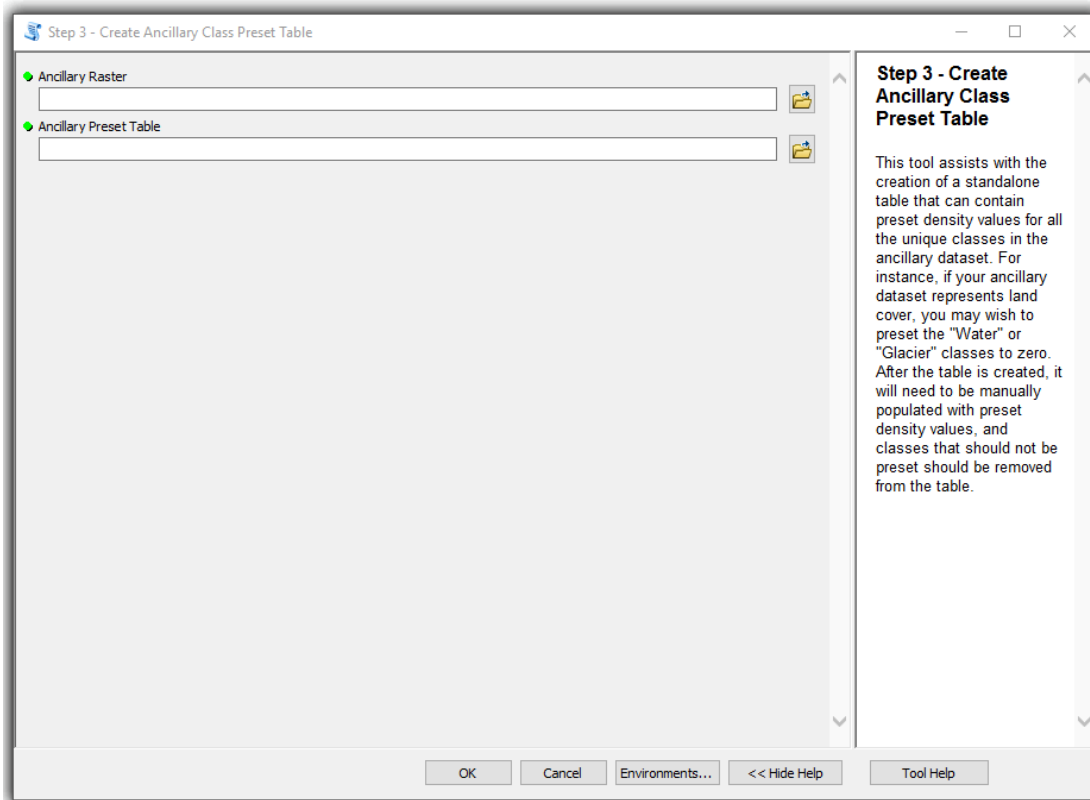 Step 3 - Create Ancillary Class Preset Table
Ancillary Raster
Ancillary Preset Table
Step 3 - Create
Ancillary Class
Preset Table
This tool assists with the
creation of a standalone
table that can contain
preset density values for all
the unique classes in the
ancillary dataset. For
instance, if your ancillary
dataset represents land
cover, you may wish to
preset the "Water" or
"Glacier" classes to zero.
After the table is created, it
will need to be manually
populated with preset
density values, and
classes that should not be
preset should be removed
from the table.
OK
Cancel
Environments...
<< Hide Help
Tool Help